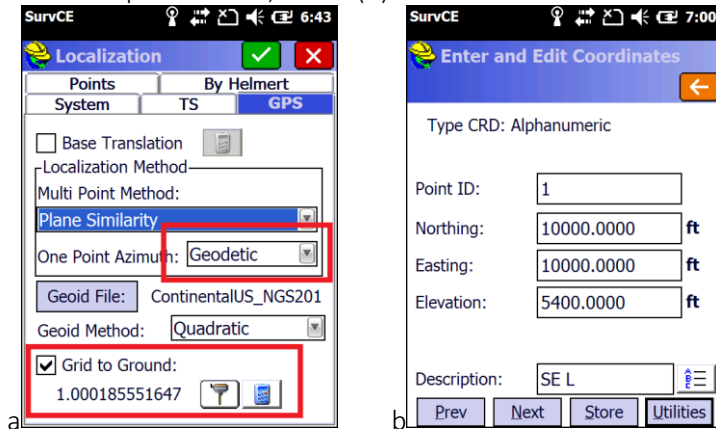 SurvCE 6:43
Localization
Points By Helmert
System TS GPS
Base Translation
Localization Method
Multi Point Method:
Plane Similarity
One Point Azimuth: Geodetic
Geoid File: ContinentalUS_NGS201
Geoid Method: Quadratic
Grid to Ground:
1.000185551647
a
SurvCE 7:00
Enter and Edit Coordinates
Type CRD: Alphanumeric
Point ID: 1
Northing: 10000.0000 ft
Easting: 10000.0000 ft
Elevation: 5400.0000 ft
Description: SE L
Prev Next Store Utilities
b